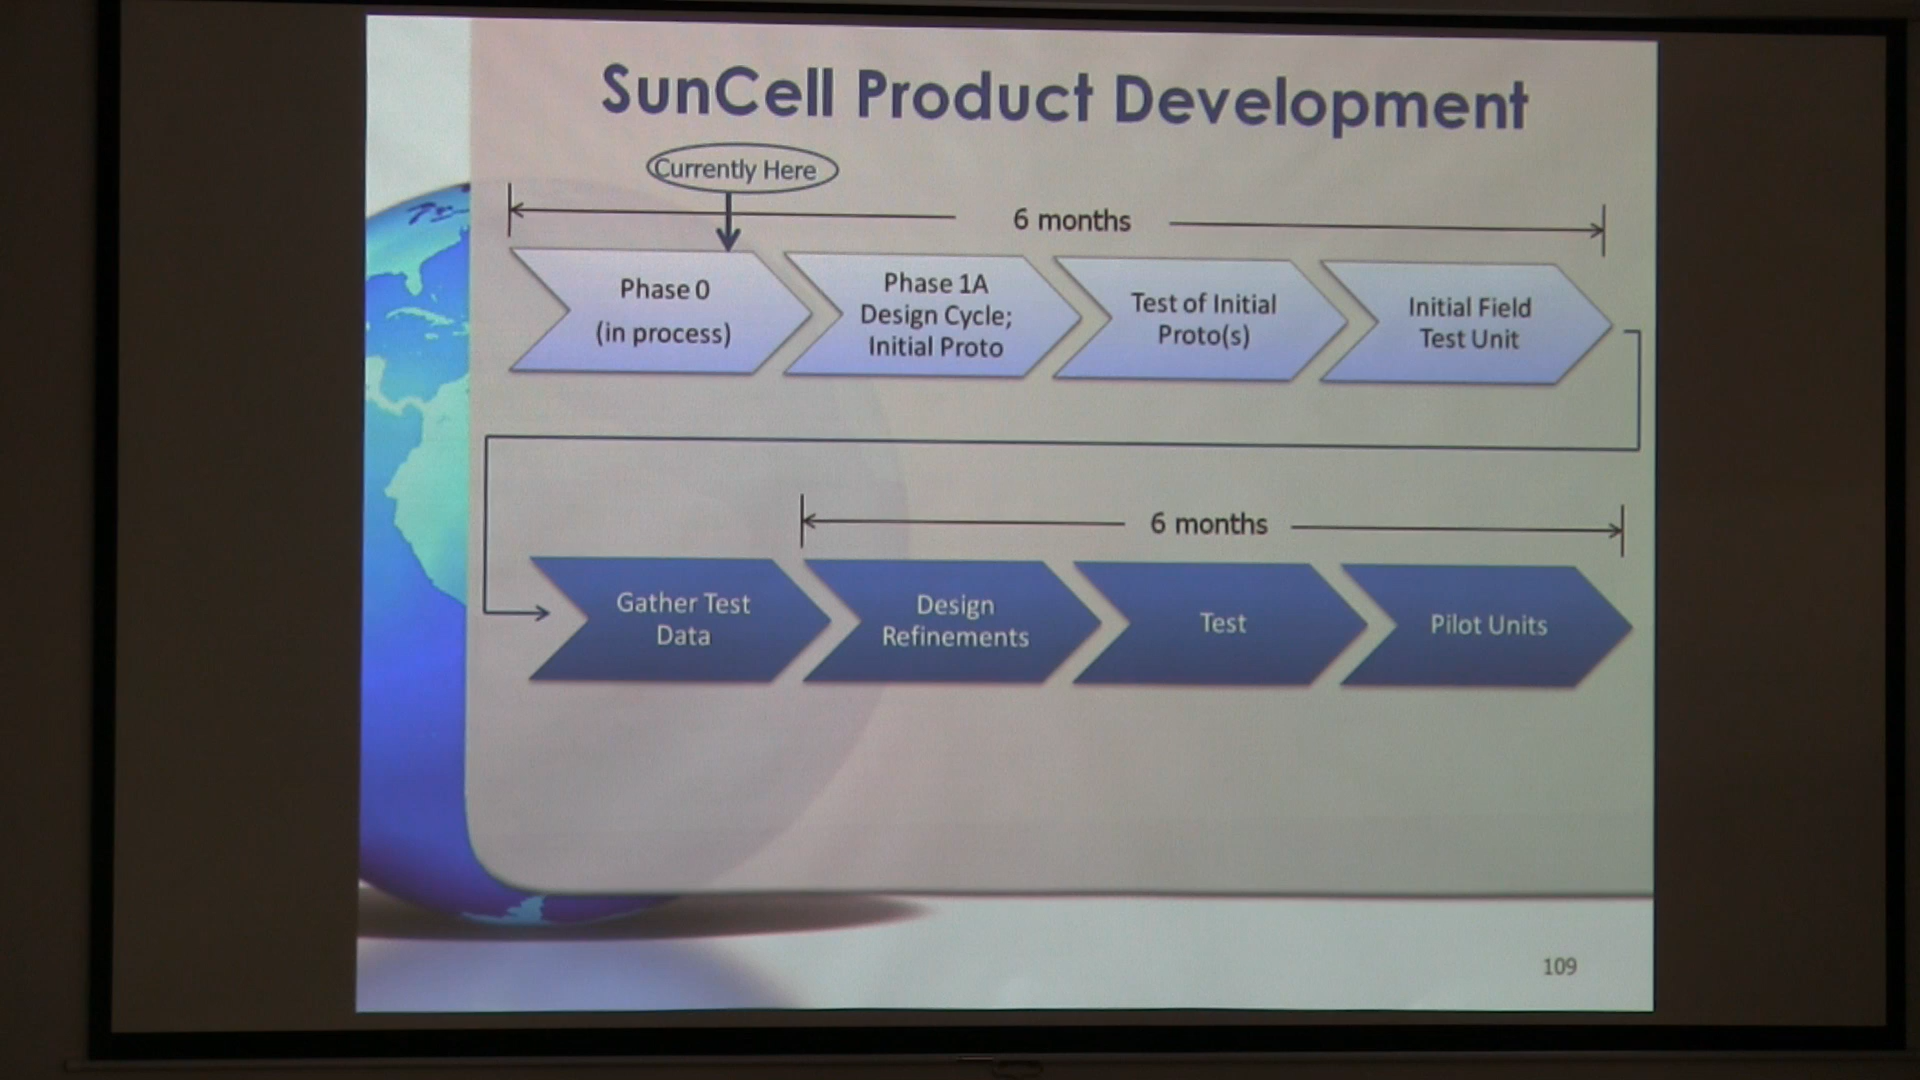 SunCell Product Development
Currently Here
6 months
Phase 0
(in process)
Phase 1A
Design Cycle;
Initial Proto
Test of Initial
Proto(s)
Initial Field
Test Unit
6 months
Gather Test
Data
Design
Refinements
Test
Pilot Units
109